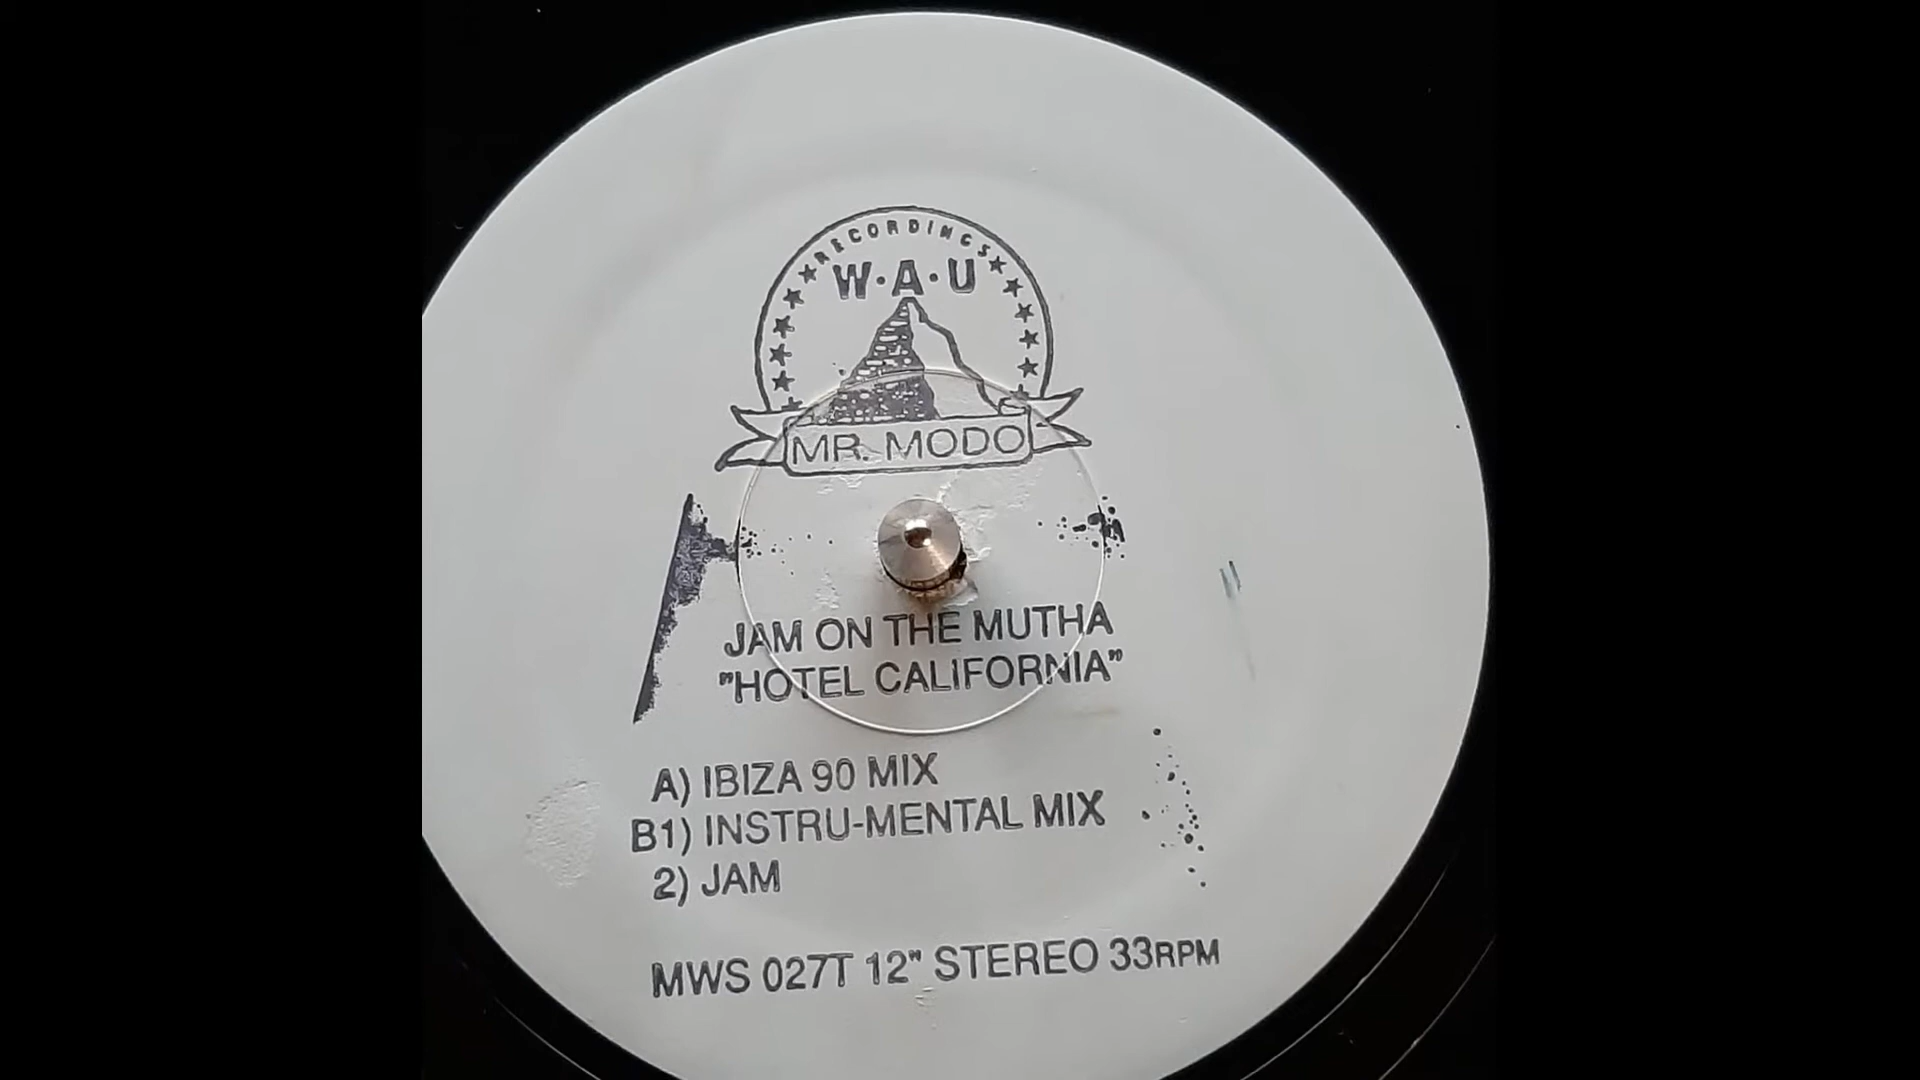 RECORDINGS
W·A·U
MR. MODO
JAM ON THE MUTHA
"HOTEL CALIFORNIA"
A) IBIZA 90 MIX
B1) INSTRU-MENTAL MIX
2) JAM
MWS 027T 12" STEREO 33RPM